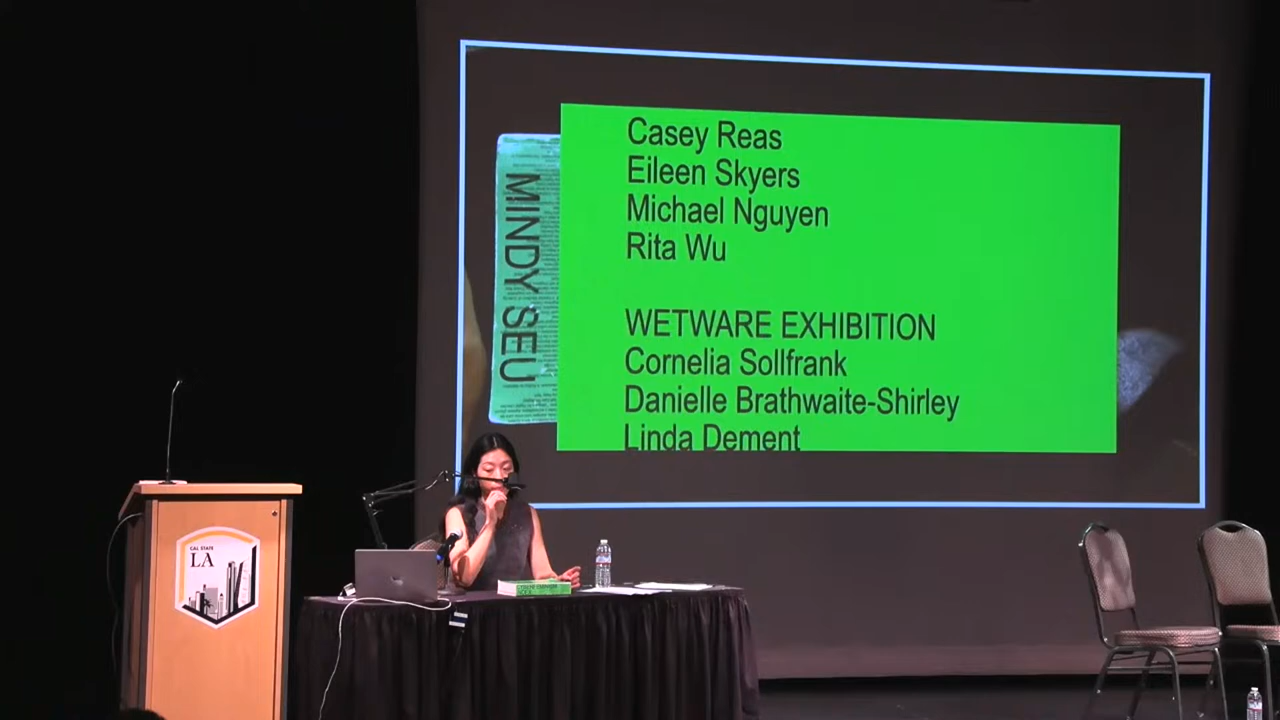 Casey Reas
Eileen Skyers
Michael Nguyen
Rita Wu
WETWARE EXHIBITION
Cornelia Sollfrank
Danielle Brathwaite-Shirley
Linda Dement
MINDY SEU
CAL STATE
LA